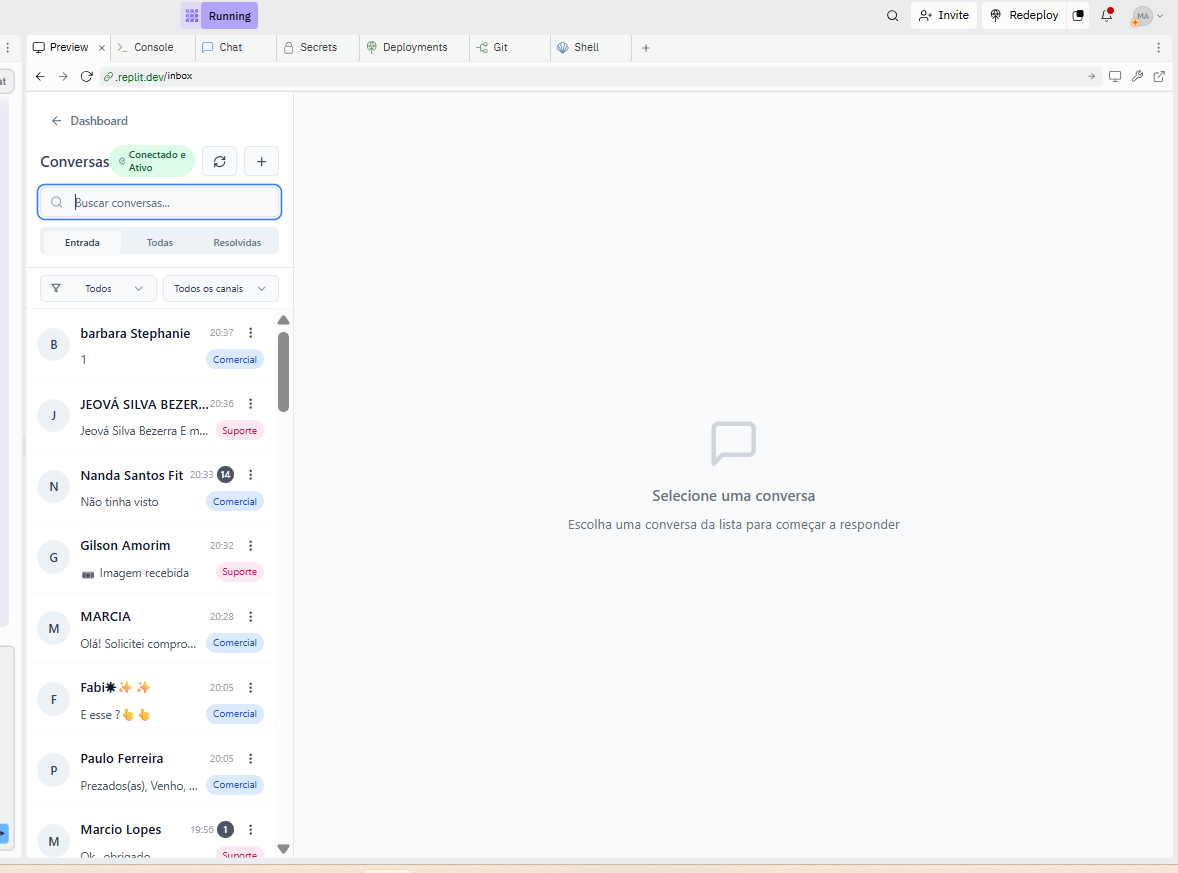 Running
Invite
Redeploy
MA
Preview
Console
Chat
Secrets
Deployments
Git
Shell
at
.replit.dev/inbox
Dashboard
Conversas
Conectado e
Ativo
Buscar conversas...
Entrada
Todas
Resolvidas
Todos
Todos os canais
B
barbara Stephanie
20:37
1
Comercial
J
JEOVÁ SILVA BEZER...
20:36
Jeová Silva Bezerra E m...
Suporte
N
Nanda Santos Fit
20:33
14
Não tinha visto
Comercial
G
Gilson Amorim
20:32
📷 Imagem recebida
Suporte
M
MARCIA
20:28
Olá! Solicitei compro...
Comercial
F
Fabi✷✨ ✨
20:05
E esse ?👆 👆
Comercial
P
Paulo Ferreira
20:05
Prezados(as), Venho, ...
Comercial
M
Marcio Lopes
19:56
1
Ok, obrigado
Suporte
Selecione uma conversa
Escolha uma conversa da lista para começar a responder